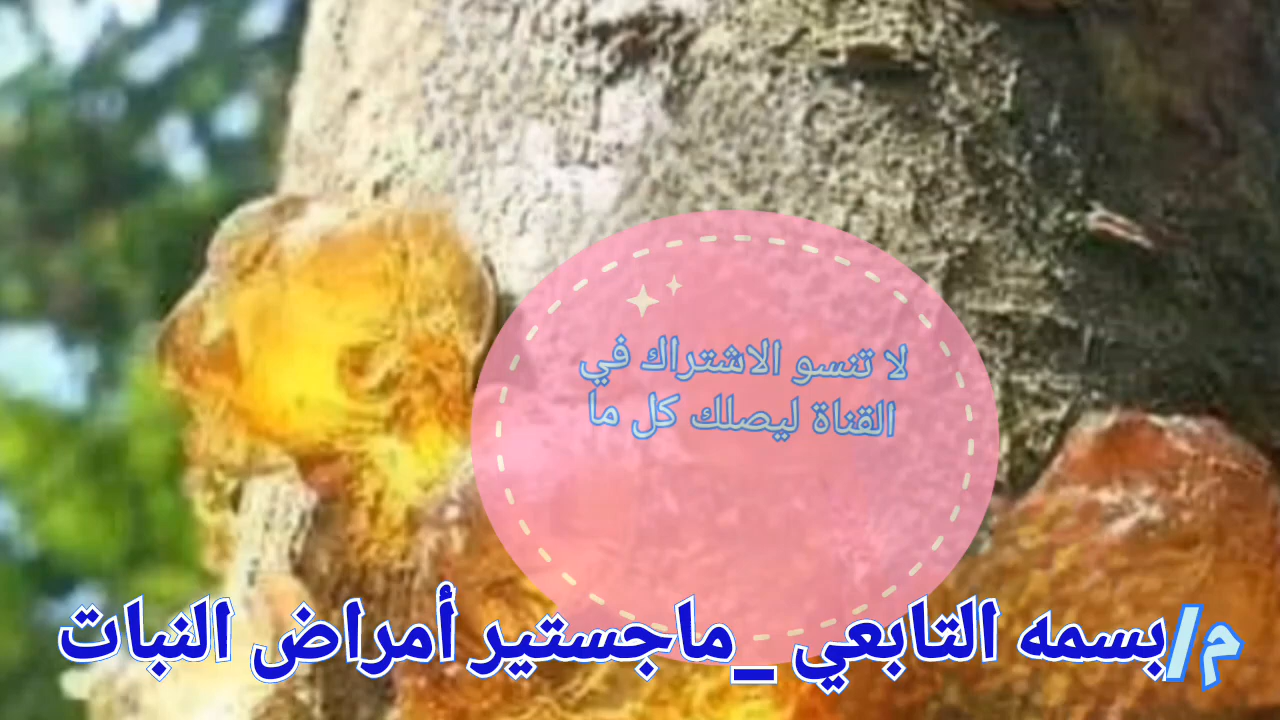 لا تنسو الاشتراك في
القناة ليصلك كل ما
م/بسمه التابعي _ماجستير أمراض النبات